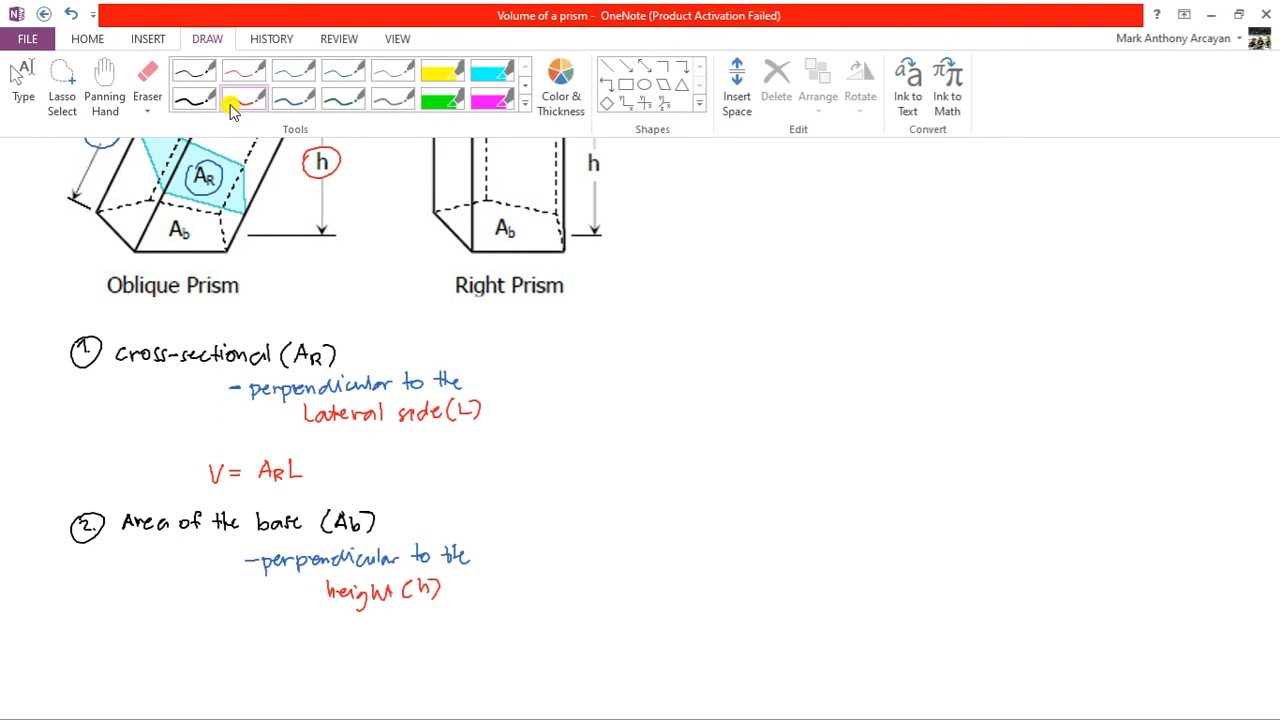 Volume of a prism - OneNote (Product Activation Failed)
?
FILE HOME INSERT DRAW HISTORY REVIEW VIEW
Mark Anthony Arcayan
Type
Lasso Select
Panning Hand
Eraser
Color & Thickness
Insert Space
Delete
Arrange
Rotate
Ink to Text
Ink to Math
Tools
Shapes
Edit
Convert
AR
h
h
Ab
Ab
Oblique Prism
Right Prism
1. cross-sectional (AR)
- perpendicular to the
Lateral side (L)
V = ARL
2. Area of the base (Ab)
- perpendicular to the
height (h)